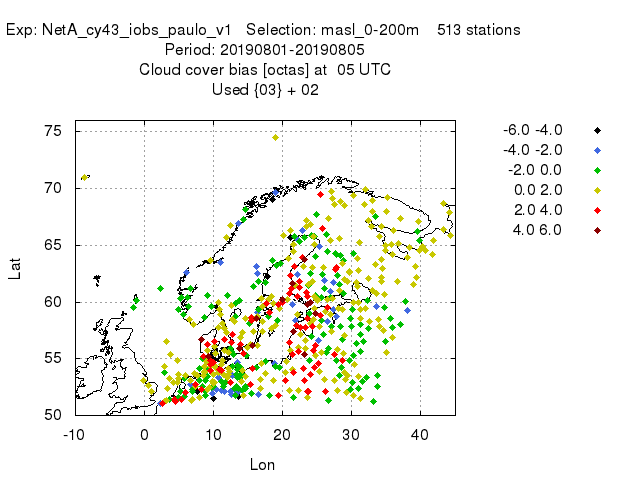 Exp: NetA_cy43_iobs_paulo_v1 Selection: masl_0-200m 513 stations
Period: 20190801-20190805
Cloud cover bias [octas] at 05 UTC
Used {03} + 02
-6.0 -4.0
-4.0 -2.0
-2.0 0.0
0.0 2.0
2.0 4.0
4.0 6.0
75
70
65
60
55
50
Lat
-10 0 10 20 30 40
Lon